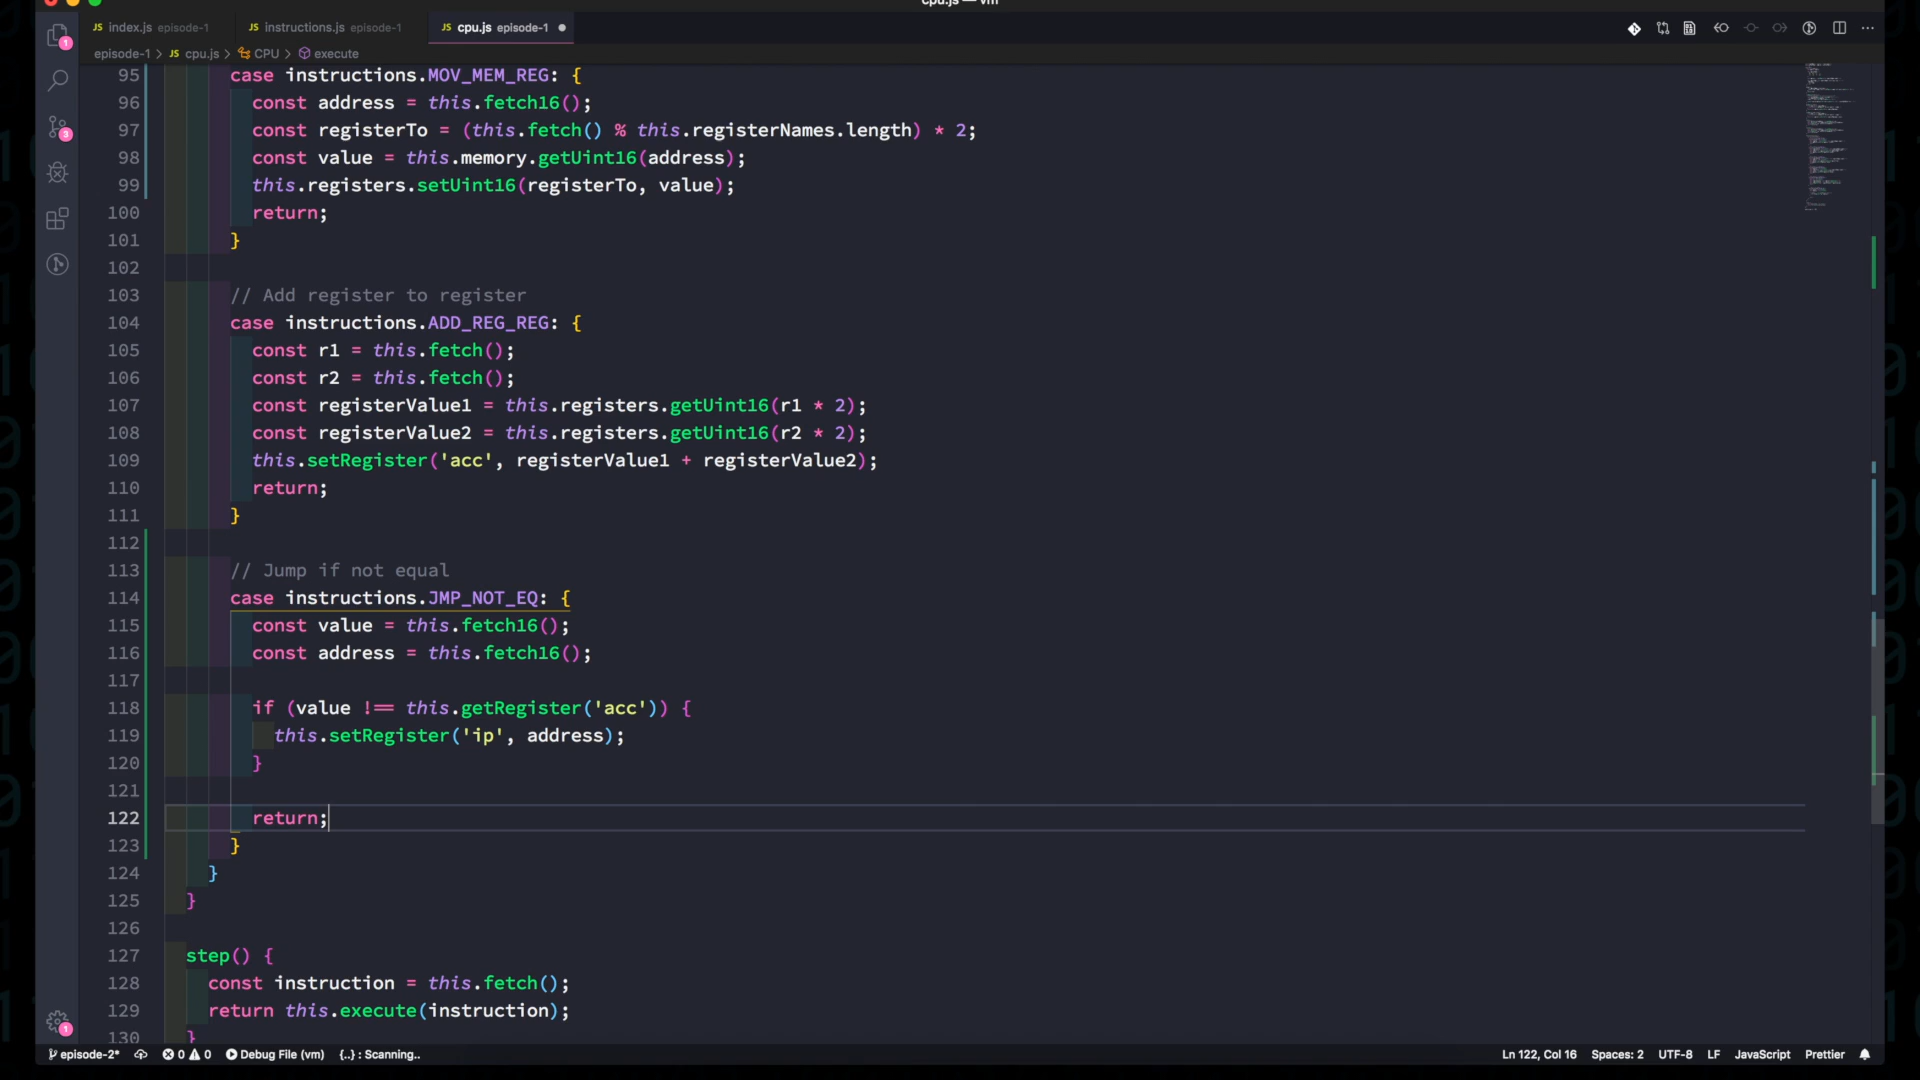 cpu.js — vm
JS index.js episode-1 JS instructions.js episode-1 JS cpu.js episode-1
episode-1 > JS cpu.js > CPU > execute
95 case instructions.MOV_MEM_REG: {
96 const address = this.fetch16();
97 const registerTo = (this.fetch() % this.registerNames.length) * 2;
98 const value = this.memory.getUint16(address);
99 this.registers.setUint16(registerTo, value);
100 return;
101 }
102
103 // Add register to register
104 case instructions.ADD_REG_REG: {
105 const r1 = this.fetch();
106 const r2 = this.fetch();
107 const registerValue1 = this.registers.getUint16(r1 * 2);
108 const registerValue2 = this.registers.getUint16(r2 * 2);
109 this.setRegister('acc', registerValue1 + registerValue2);
110 return;
111 }
112
113 // Jump if not equal
114 case instructions.JMP_NOT_EQ: {
115 const value = this.fetch16();
116 const address = this.fetch16();
117
118 if (value !== this.getRegister('acc')) {
119 this.setRegister('ip', address);
120 }
121
122 return;
123 }
124 }
125 }
126
127 step() {
128 const instruction = this.fetch();
129 return this.execute(instruction);
130 }
1
3
1
episode-2* 0 0 Debug File (vm) {..} : Scanning.. Ln 122, Col 16 Spaces: 2 UTF-8 LF JavaScript Prettier